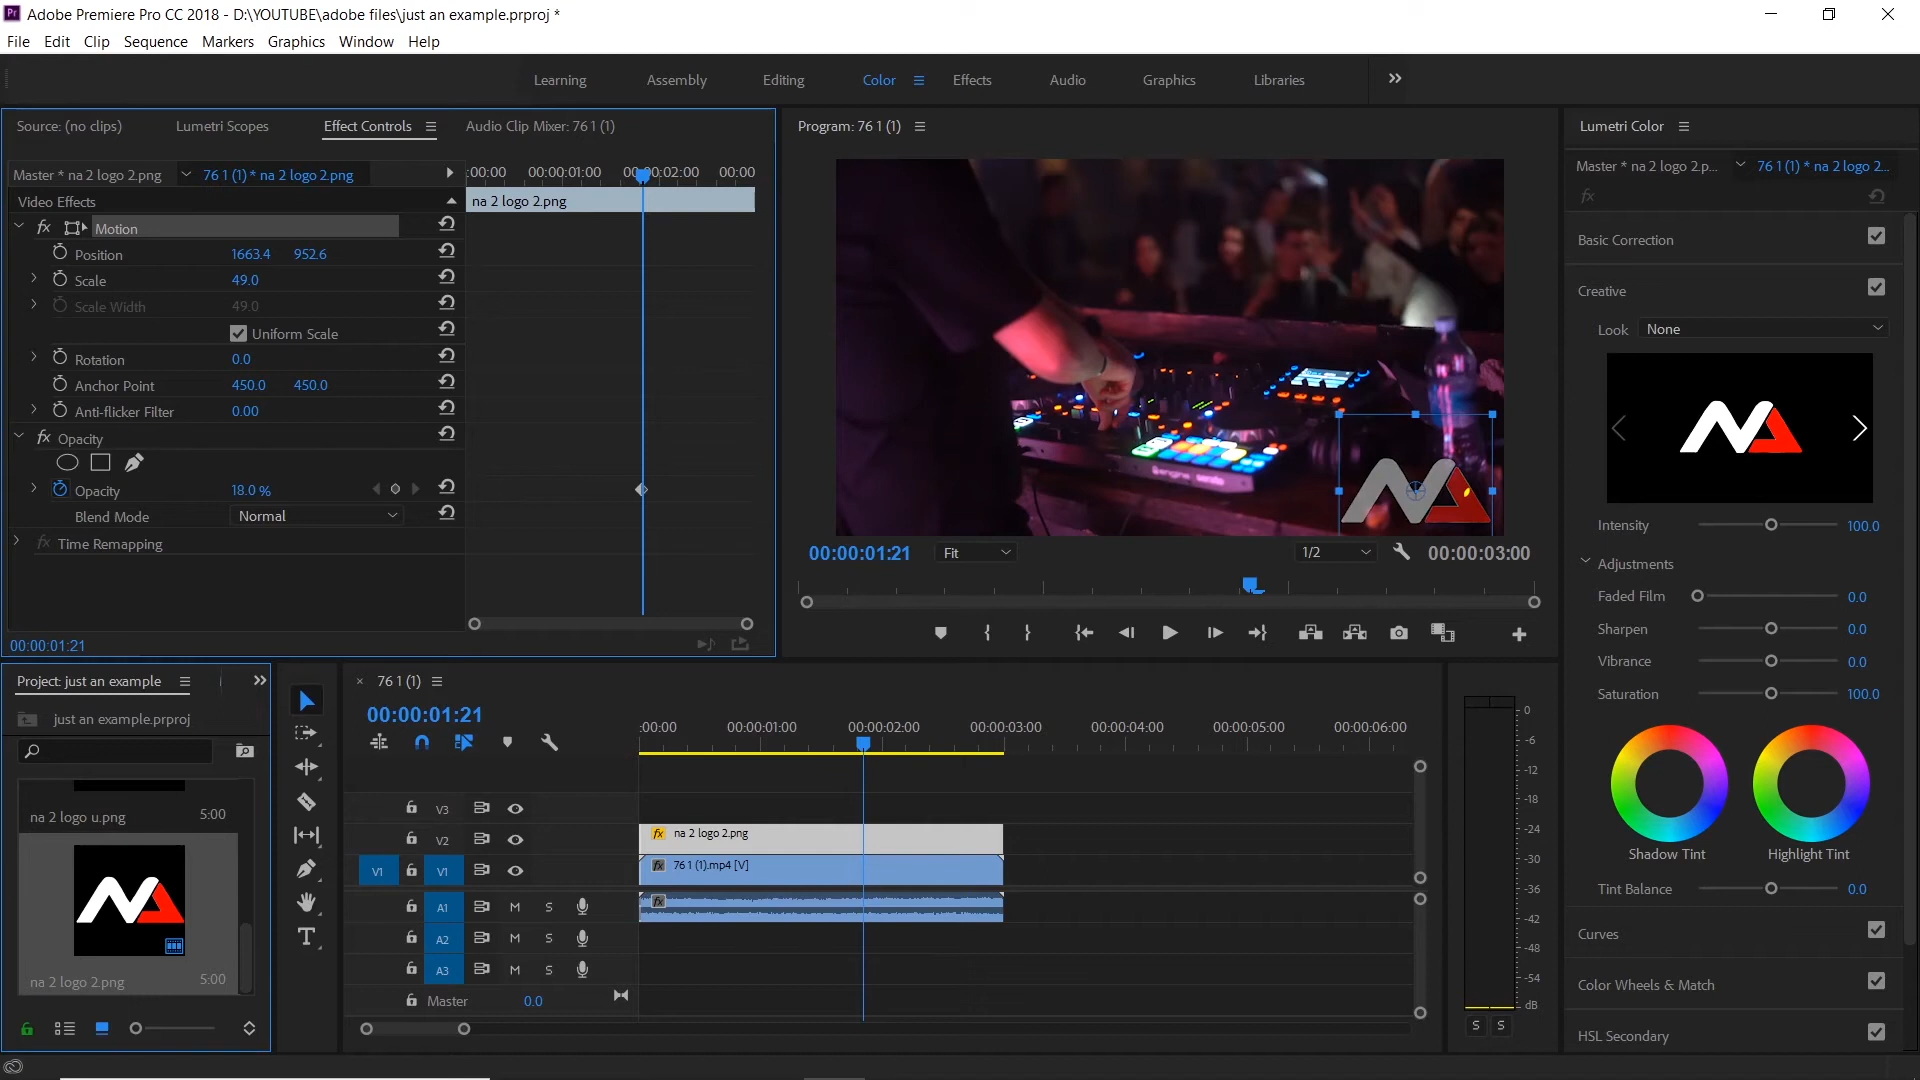 Adobe Premiere Pro CC 2018 - D:\YOUTUBE\adobe files\just an example.prproj *
File Edit Clip Sequence Markers Graphics Window Help
Learning Assembly Editing Color Effects Audio Graphics Libraries
Source: (no clips) Lumetri Scopes Effect Controls Audio Clip Mixer: 76 1 (1)
Program: 76 1 (1)
Lumetri Color
Master * na 2 logo 2.png 76 1 (1) * na 2 logo 2.png
:00:00 00:00:01:00 00:00:02:00 00:00
Master * na 2 logo 2.p... 76 1 (1) * na 2 logo 2...
Video Effects
na 2 logo 2.png
fx
fx Motion
Position 1663.4 952.6
Scale 49.0
Scale Width 49.0
Uniform Scale
Rotation 0.0
Anchor Point 450.0 450.0
Anti-flicker Filter 0.00
fx Opacity
Opacity 18.0 %
Blend Mode Normal
fx Time Remapping
00:00:01:21
NA
00:00:01:21 Fit 1/2 00:00:03:00
Basic Correction
Creative
Look None
NA
Intensity 100.0
Adjustments
Faded Film 0.0
Sharpen 0.0
Vibrance 0.0
Saturation 100.0
Shadow Tint Highlight Tint
Tint Balance 0.0
Curves
Color Wheels & Match
HSL Secondary
Project: just an example
just an example.prproj
na 2 logo u.png 5:00
NA
na 2 logo 2.png 5:00
T
76 1 (1)
00:00:01:21
:00:00 00:00:01:00 00:00:02:00 00:00:03:00 00:00:04:00 00:00:05:00 00:00:06:00
V3
V2
fx na 2 logo 2.png
V1 V1
fx 76 1 (1).mp4 [V]
A1 M S
fx
A2 M S
A3 M S
Master 0.0
0
-6
-12
-18
-24
-30
-36
-42
-48
-54
dB
S S